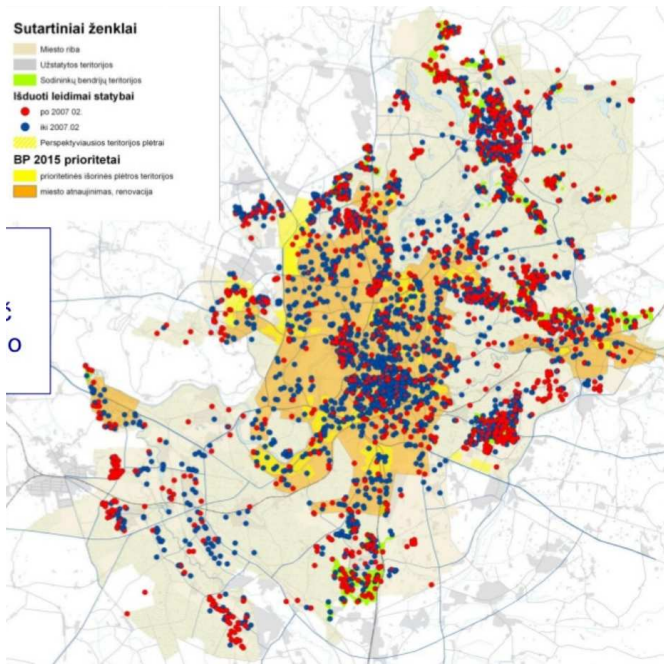 Sutartiniai ženklai
Miesto riba
Užstatytos teritorijos
Sodininkų bendrijų teritorijos
Išduoti leidimai statybai
po 2007 02.
iki 2007.02
Perspektyviausios teritorijos plėtrai
BP 2015 prioritetai
prioritetinės išorinės plėtros teritorijos
miesto atnaujinimas, renovacija
o